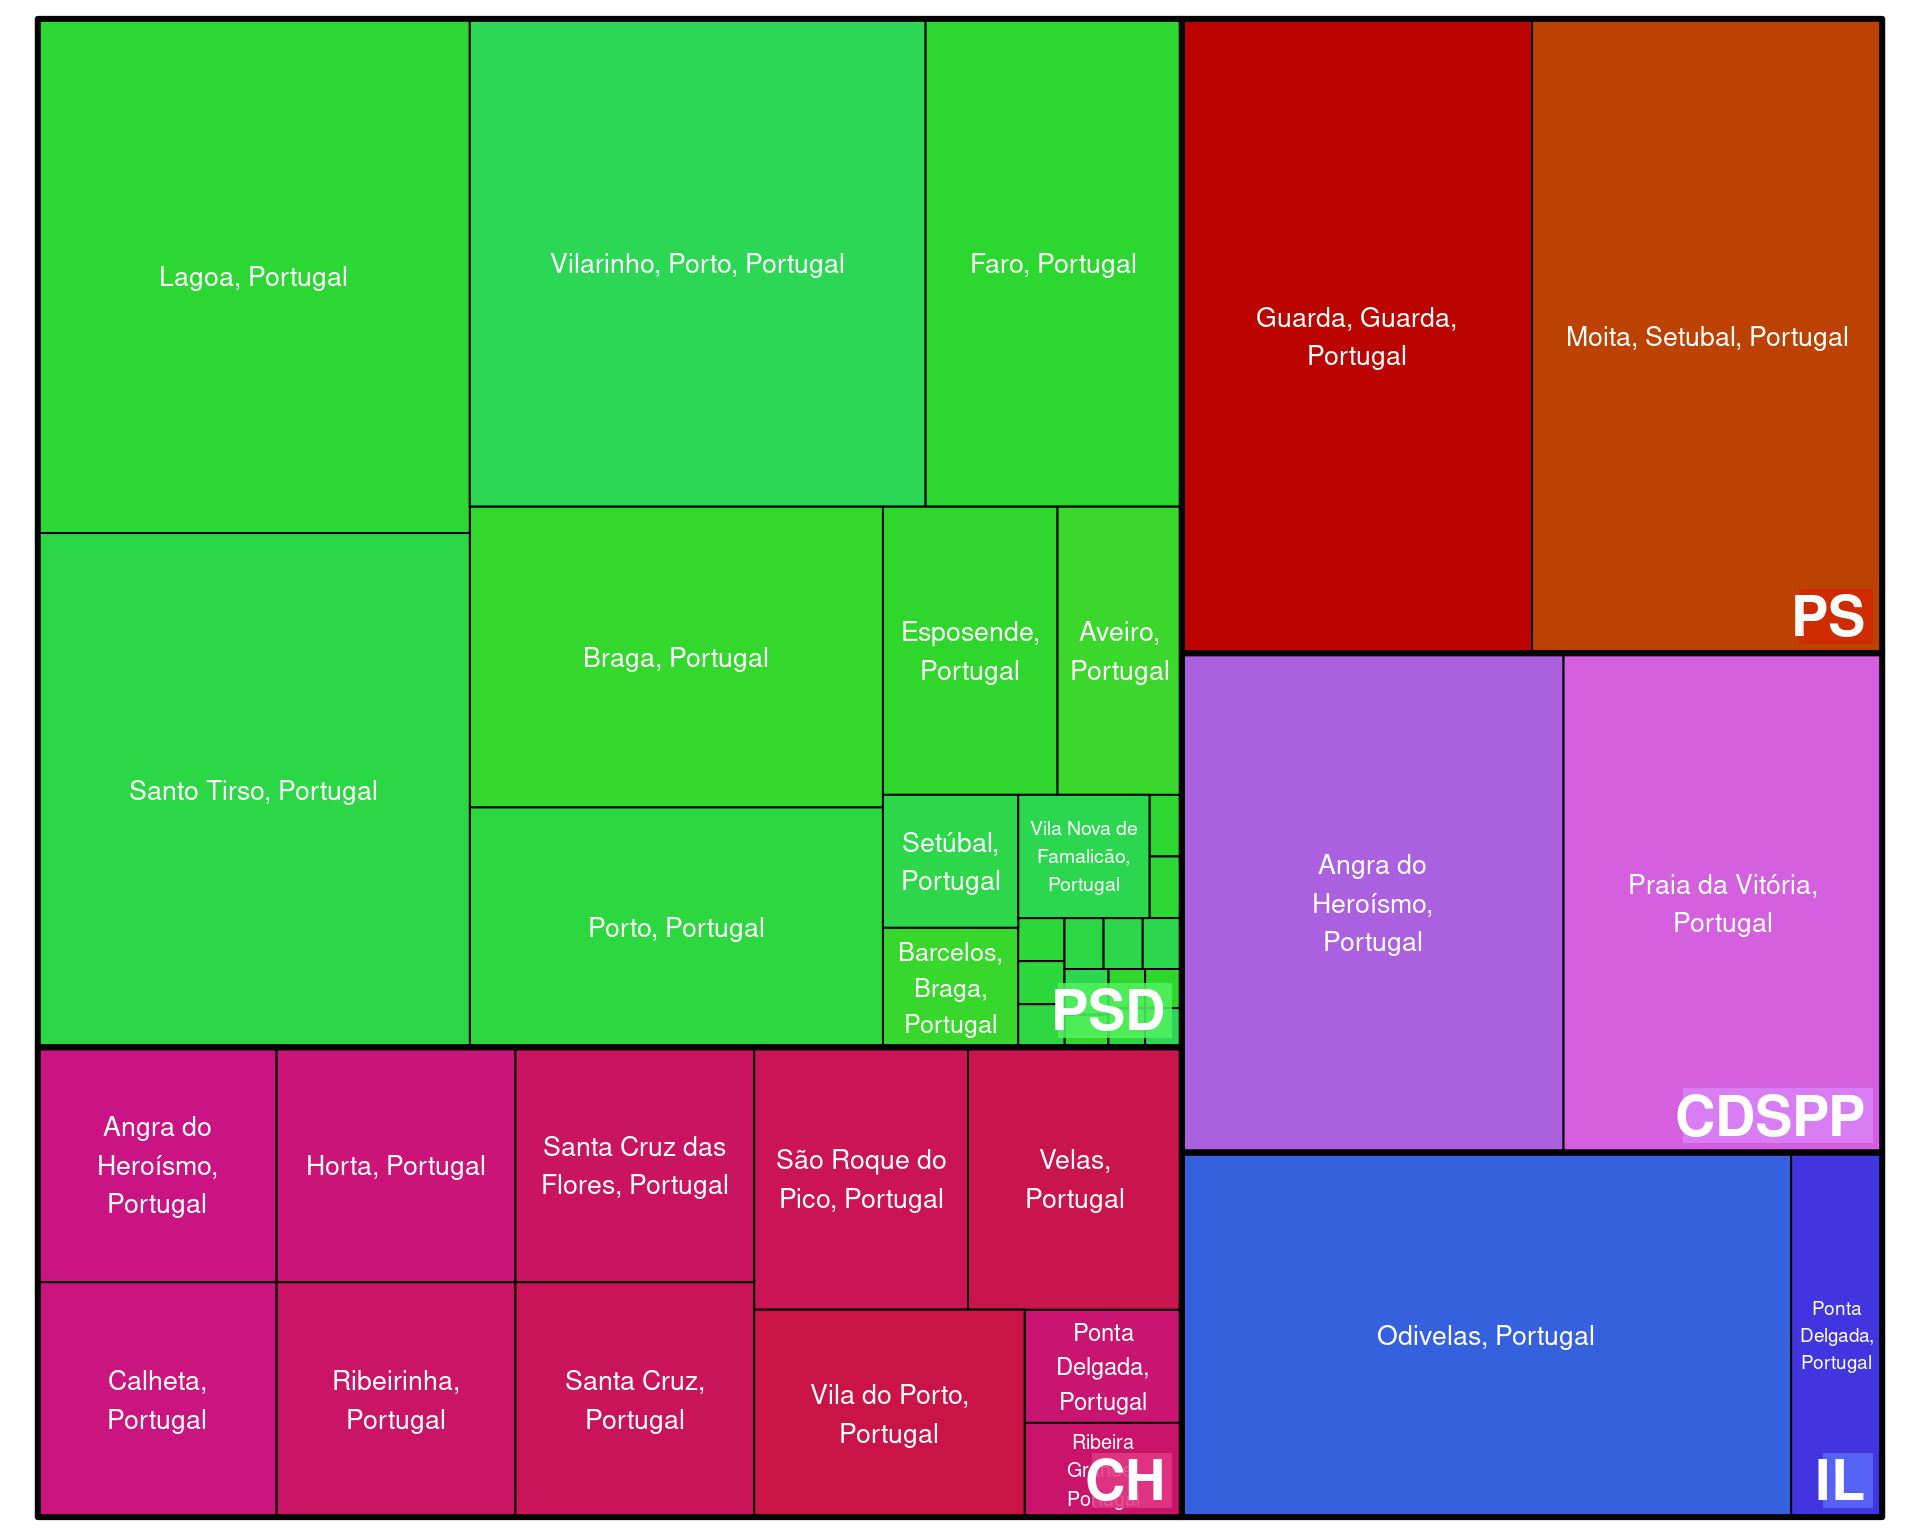 Lagoa, Portugal
Vilarinho, Porto, Portugal
Faro, Portugal
Santo Tirso, Portugal
Braga, Portugal
Porto, Portugal
Esposende,
Portugal
Aveiro,
Portugal
Setúbal,
Portugal
Vila Nova de
Famalicão,
Portugal
Barcelos,
Braga,
Portugal
PSD
Guarda, Guarda,
Portugal
Moita, Setubal, Portugal
PS
Angra do
Heroísmo,
Portugal
Praia da Vitória,
Portugal
CDSPP
Angra do
Heroísmo,
Portugal
Horta, Portugal
Santa Cruz das
Flores, Portugal
São Roque do
Pico, Portugal
Velas,
Portugal
Calheta,
Portugal
Ribeirinha,
Portugal
Santa Cruz,
Portugal
Vila do Porto,
Portugal
Ponta
Delgada,
Portugal
Ribeira
Grande,
Portugal
CH
Odivelas, Portugal
Ponta
Delgada,
Portugal
IL